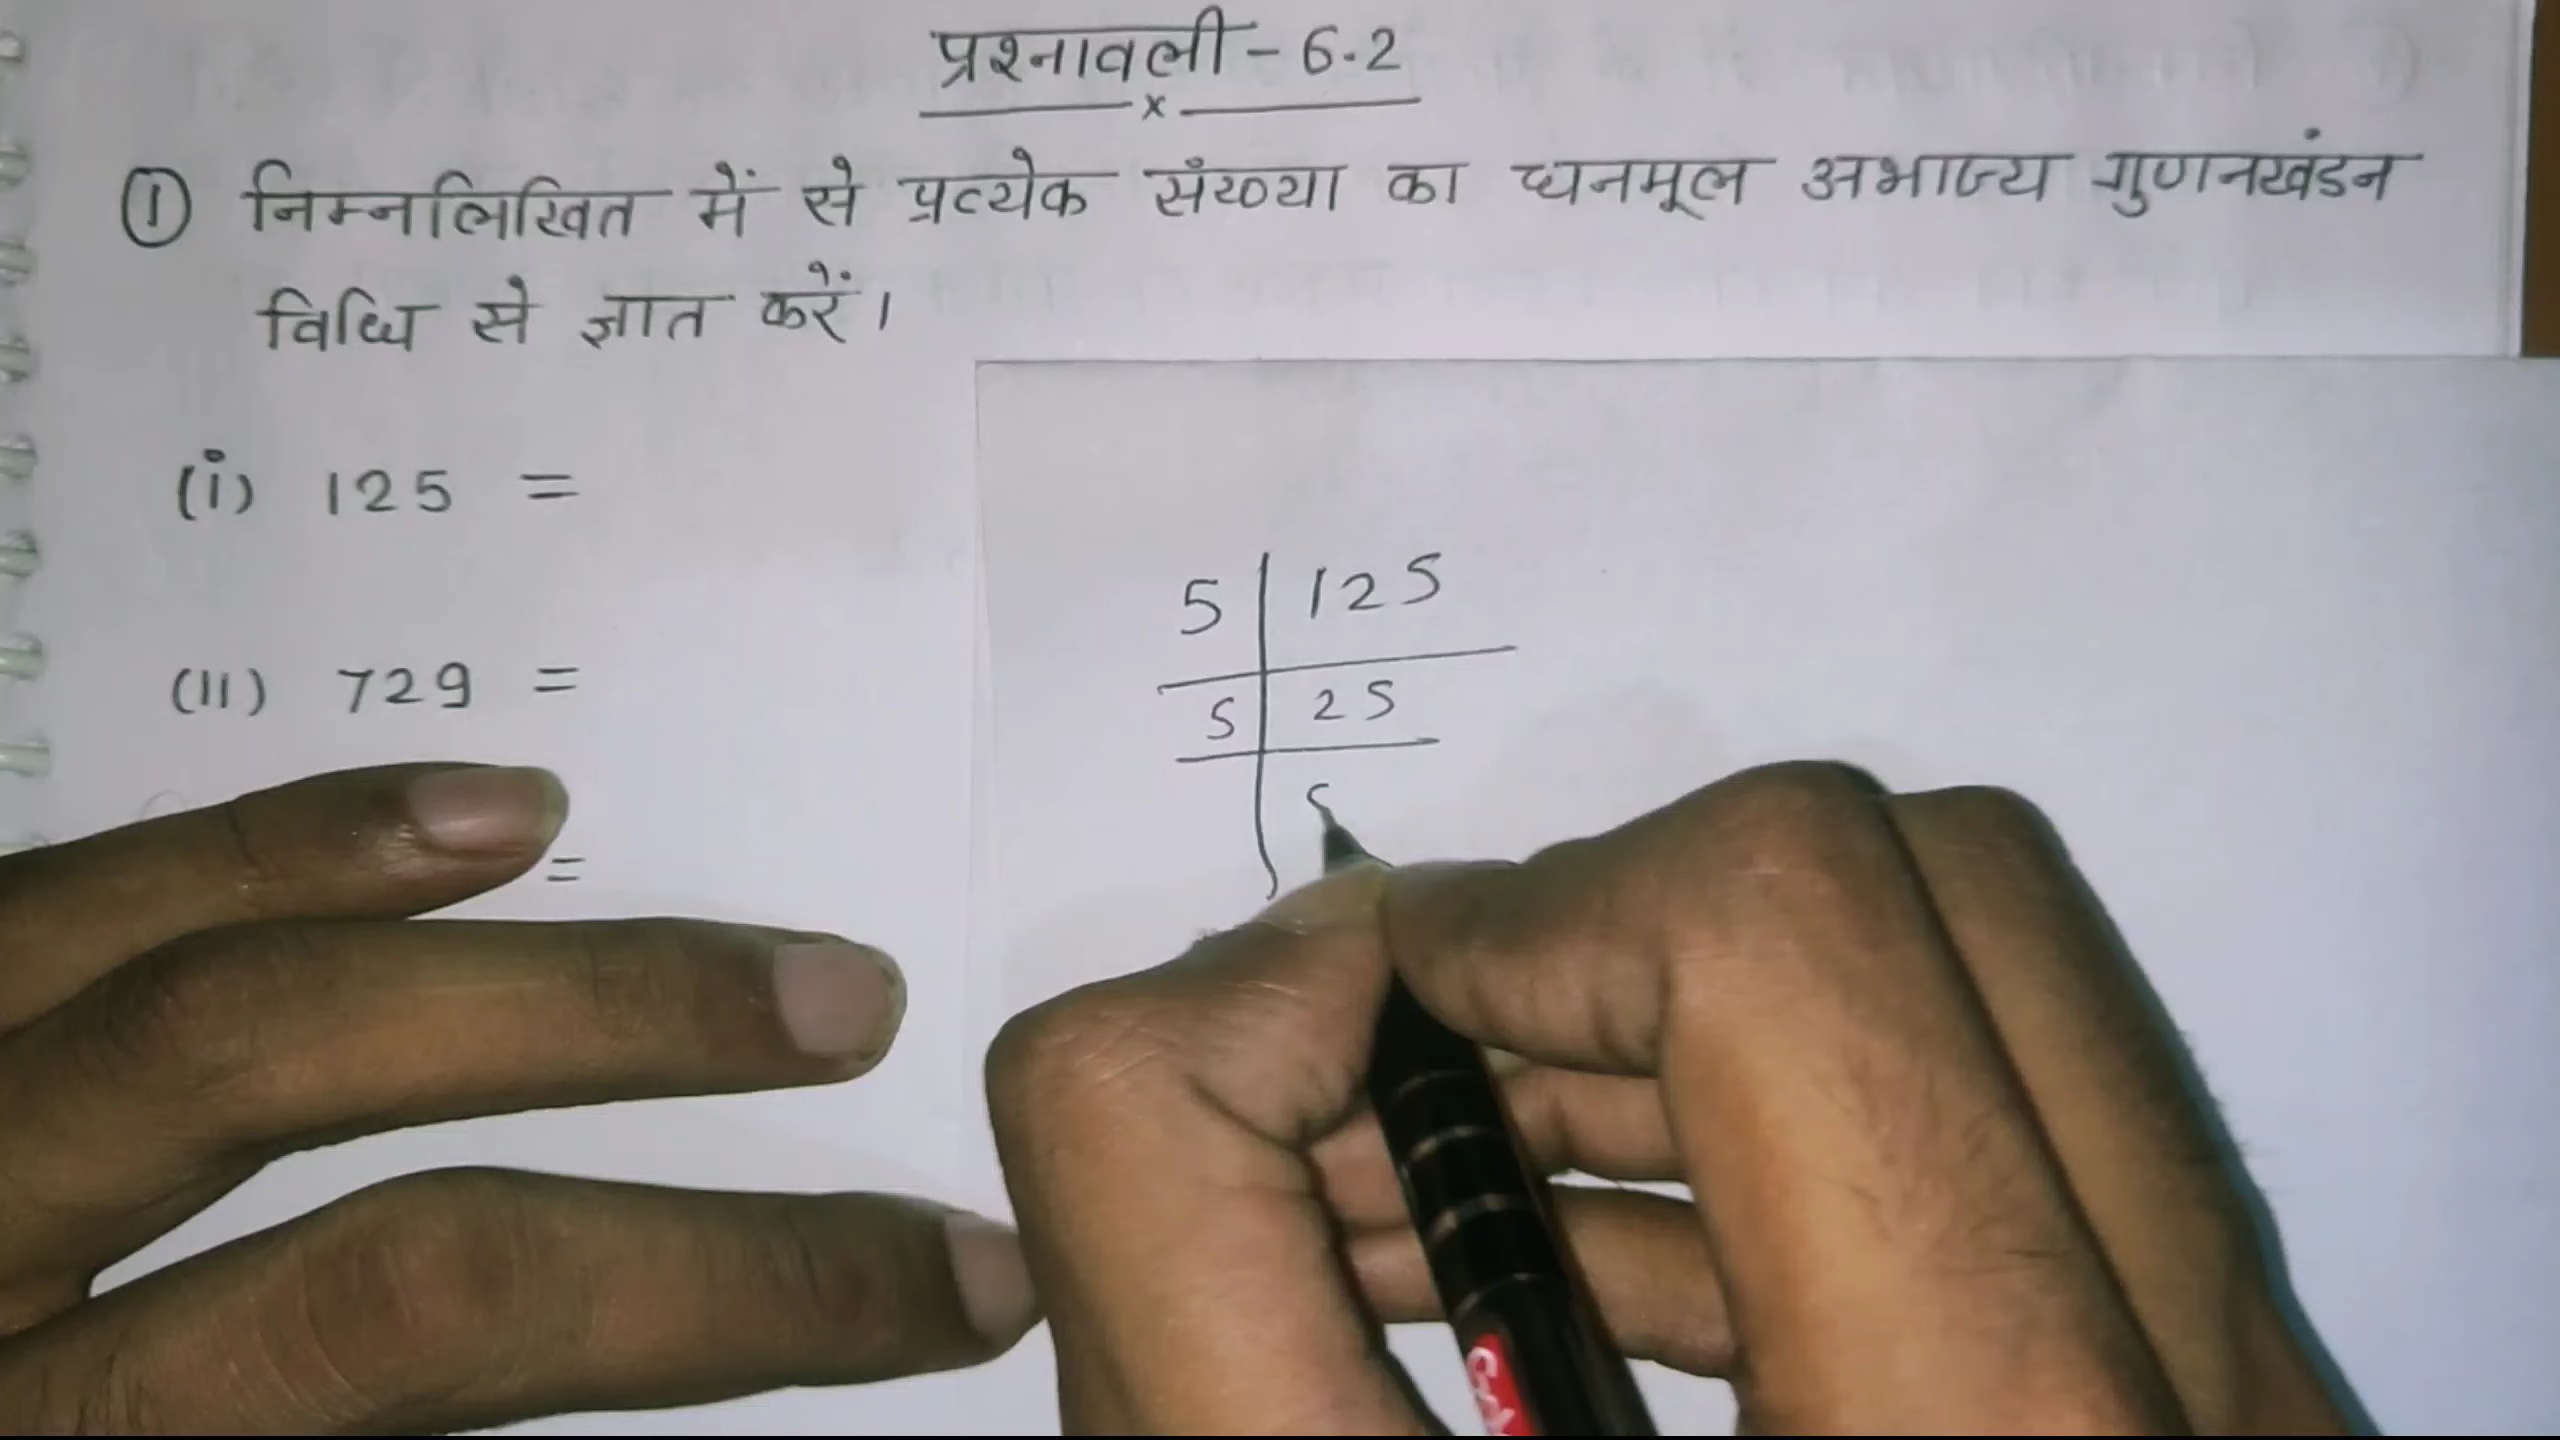 प्रश्नावली - 6.2
x
① निम्नलिखित में से प्रत्येक संख्या का घनमूल अभाज्य गुणनखंडन
विधि से ज्ञात करें।
(i) 125 =
(II) 729 =
=
5 | 125
5 | 25
5